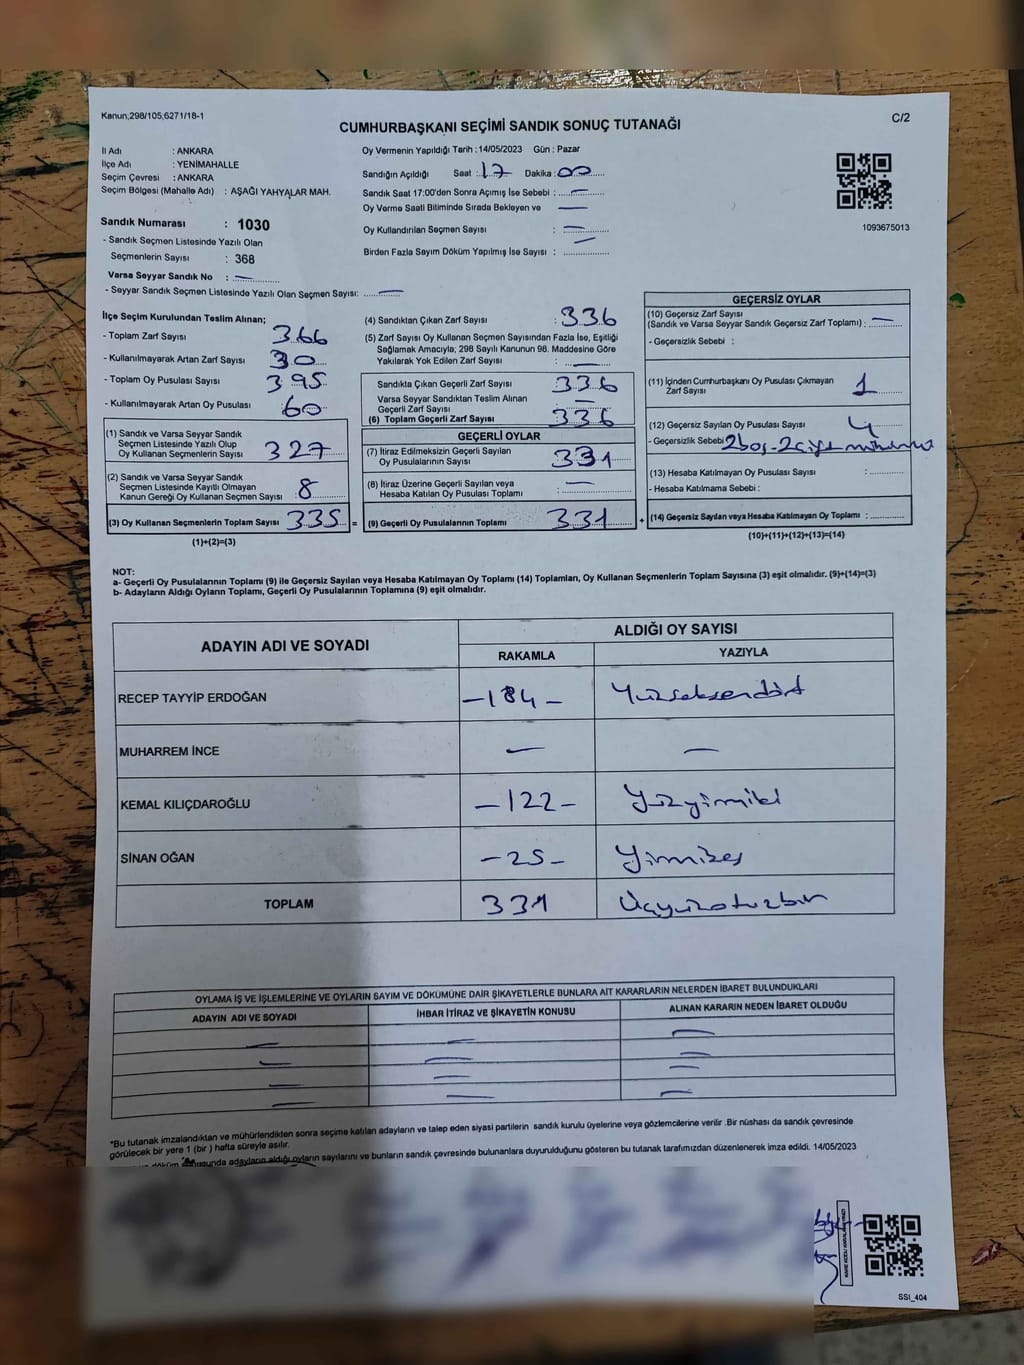 Kanun;298/105;6271/18-1
C/2
CUMHURBAŞKANI SEÇİMİ SANDIK SONUÇ TUTANAĞI
İl Adı : ANKARA
İlçe Adı : YENİMAHALLE
Seçim Çevresi : ANKARA
Seçim Bölgesi (Mahalle Adı) : AŞAĞI YAHYALAR MAH.
Oy Vermenin Yapıldığı Tarih : 14/05/2023 Gün : Pazar
Sandığın Açıldığı Saat : 17 Dakika : 00
Sandık Saat 17:00'den Sonra Açımış İse Sebebi : —
Oy Verme Saati Bitiminde Sırada Bekleyen ve —
Oy Kullandırılan Seçmen Sayısı : —
Birden Fazla Sayım Döküm Yapılmış İse Sayısı : —
1093675013
Sandık Numarası : 1030
- Sandık Seçmen Listesinde Yazılı Olan
Seçmenlerin Sayısı : 368
Varsa Seyyar Sandık No : —
- Seyyar Sandık Seçmen Listesinde Yazılı Olan Seçmen Sayısı: —
İlçe Seçim Kurulundan Teslim Alınan;
- Toplam Zarf Sayısı 366
- Kullanılmayarak Artan Zarf Sayısı 30
- Toplam Oy Pusulası Sayısı 395
- Kullanılmayarak Artan Oy Pusulası 60
(1) Sandık ve Varsa Seyyar Sandık
Seçmen Listesinde Yazılı Olup
Oy Kullanan Seçmenlerin Sayısı 327
(2) Sandık ve Varsa Seyyar Sandık
Seçmen Listesinde Kayıtlı Olmayan
Kanun Gereği Oy Kullanan Seçmen Sayısı 8
(3) Oy Kullanan Seçmenlerin Toplam Sayısı 335 =
(1)+(2)=(3)
(4) Sandıktan Çıkan Zarf Sayısı : 336
(5) Zarf Sayısı Oy Kullanan Seçmen Sayısından Fazla İse, Eşitliği
Sağlamak Amacıyla; 298 Sayılı Kanunun 98. Maddesine Göre
Yakılarak Yok Edilen Zarf Sayısı : —
Sandıkta Çıkan Geçerli Zarf Sayısı 336
Varsa Seyyar Sandıktan Teslim Alınan
Geçerli Zarf Sayısı —
(6) Toplam Geçerli Zarf Sayısı 336
GEÇERLİ OYLAR
(7) İtiraz Edilmeksizin Geçerli Sayılan
Oy Pusulalarının Sayısı 331
(8) İtiraz Üzerine Geçerli Sayılan veya
Hesaba Katılan Oy Pusulası Toplamı —
(9) Geçerli Oy Pusulalarının Toplamı 331 +
GEÇERSİZ OYLAR
(10) Geçersiz Zarf Sayısı
(Sandık ve Varsa Seyyar Sandık Geçersiz Zarf Toplamı) : —
- Geçersizlik Sebebi :
(11) İçinden Cumhurbaşkanı Oy Pusulası Çıkmayan
Zarf Sayısı 1
(12) Geçersiz Sayılan Oy Pusulası Sayısı 4
- Geçersizlik Sebebi 2boş-2
(13) Hesaba Katılmayan Oy Pusulası Sayısı :
- Hesaba Katılmama Sebebi :
(14) Geçersiz Sayılan veya Hesaba Katılmayan Oy Toplamı :
(10)+(11)+(12)+(13)=(14)
NOT:
a- Geçerli Oy Pusulalarının Toplamı (9) ile Geçersiz Sayılan veya Hesaba Katılmayan Oy Toplamı (14) Toplamları, Oy Kullanan Seçmenlerin Toplam Sayısına (3) eşit olmalıdır. (9)+(14)=(3)
b- Adayların Aldığı Oyların Toplamı, Geçerli Oy Pusulalarının Toplamına (9) eşit olmalıdır.
ADAYIN ADI VE SOYADI
ALDIĞI OY SAYISI
RAKAMLA YAZIYLA
RECEP TAYYİP ERDOĞAN -184- Yüzseksendört
MUHARREM İNCE — —
KEMAL KILIÇDAROĞLU -122- Yüzyirmiiki
SİNAN OĞAN -25- Yirmibeş
TOPLAM 331 Üçyüzotuzbir
OYLAMA İŞ VE İŞLEMLERİNE VE OYLARIN SAYIM VE DÖKÜMÜNE DAİR ŞİKAYETLERLE BUNLARA AİT KARARLARIN NELERDEN İBARET BULUNDUKLARI
ADAYIN ADI VE SOYADI İHBAR İTİRAZ VE ŞİKAYETİN KONUSU ALINAN KARARIN NEDEN İBARET OLDUĞU
— — —
— — —
— — —
— — —
*Bu tutanak imzalandıktan ve mühürlendikten sonra seçime katılan adayların ve talep eden siyasi partilerin sandık kurulu üyelerine veya gözlemcilerine verilir .Bir nüshası da sandık çevresinde
görülecek bir yere 1 (bir ) hafta süreyle asılır.
adayların aldığı oyların sayılarını ve bunların sandık çevresinde bulunanlara duyurulduğunu gösteren bu tutanak tarafımızdan düzenlenerek imza edildi. 14/05/2023
SSI_404